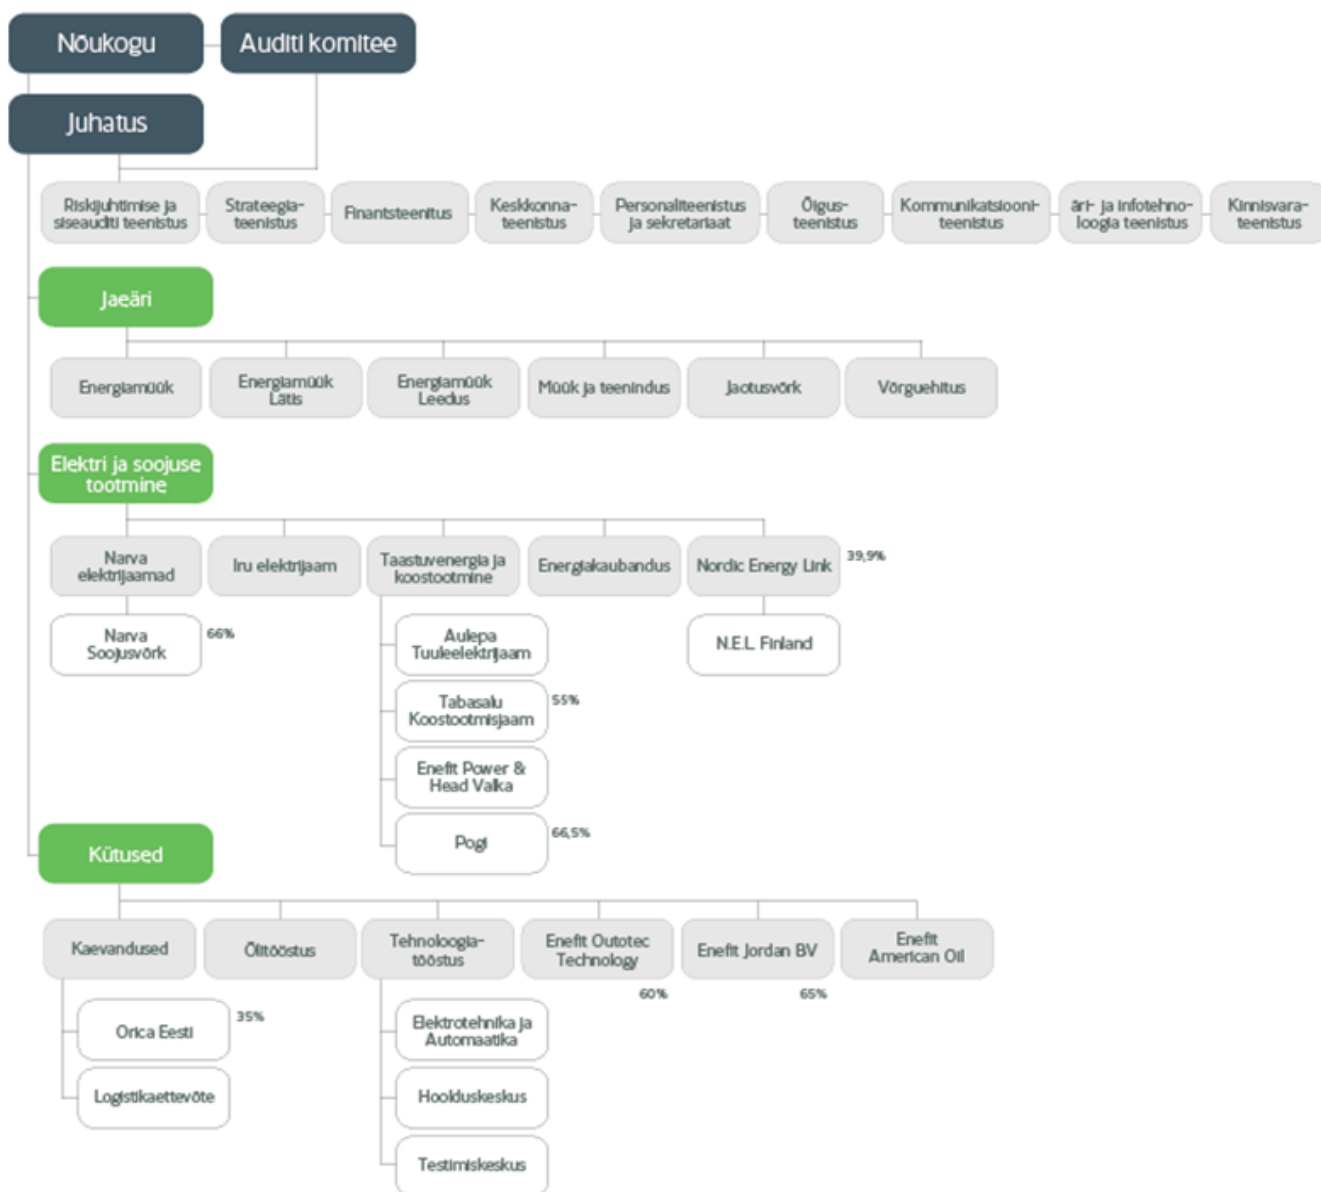 Nõukogu
Auditi komitee
Juhatus
Riskijuhtimise ja
siseauditi teenistus
Strateegia-
teenistus
Finantsteenitus
Keskkonna-
teenistus
Personaliteenistus
ja sekretariaat
Õigus-
teenistus
Kommunikatsiooni-
teenistus
äri- ja infotehno-
loogia teenistus
Kinnisvara-
teenistus
Jaeäri
Energiamüük
Energiamüük
Lätis
Energiamüük
Leedus
Müük ja teenindus
Jaotusvõrk
Võrguehitus
Elektri ja soojuse
tootmine
Narva
elektrijaamad
Iru elektrijaam
Taastuvenergia ja
koostootmine
Energiakaubandus
Nordic Energy Link
39,9%
Narva
Soojusvõrk
66%
Aulepa
Tuuleelektrijaam
N.E.L. Finland
Tabasalu
Koostootmisjaam
55%
Enefit Power &
Head Valka
Pogi
66,5%
Kütused
Kaevandused
Õlitööstus
Tehnoloogia-
tööstus
Enefit Outotec
Technology
Enefit Jordan BV
Enefit
American Oil
60%
65%
Orica Eesti
35%
Elektrotehnika ja
Automaatika
Logistikaettevõte
Hoolduskeskus
Testimiskeskus